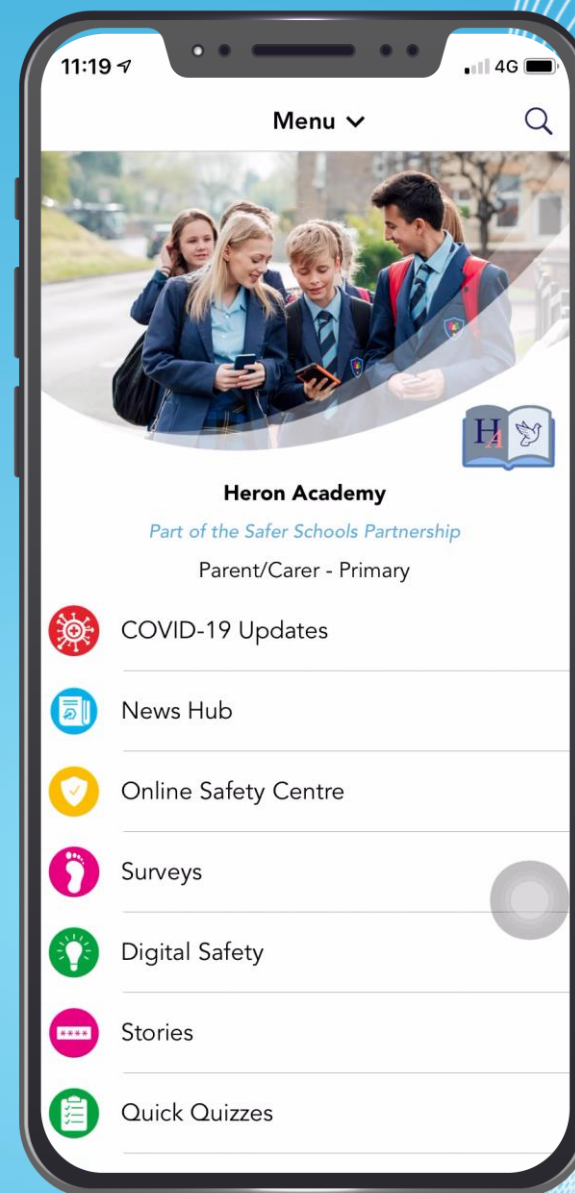 11:19
4G
Menu
HA
Heron Academy
Part of the Safer Schools Partnership
Parent/Carer - Primary
COVID-19 Updates
News Hub
Online Safety Centre
Surveys
Digital Safety
****
Stories
Quick Quizzes